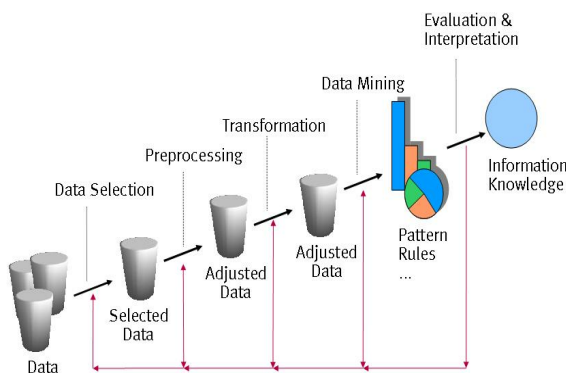 Evaluation &
Interpretation
Data Mining
Transformation
Preprocessing
Data Selection
Information
Knowledge
Pattern
Rules
...
Adjusted
Data
Adjusted
Data
Selected
Data
Data